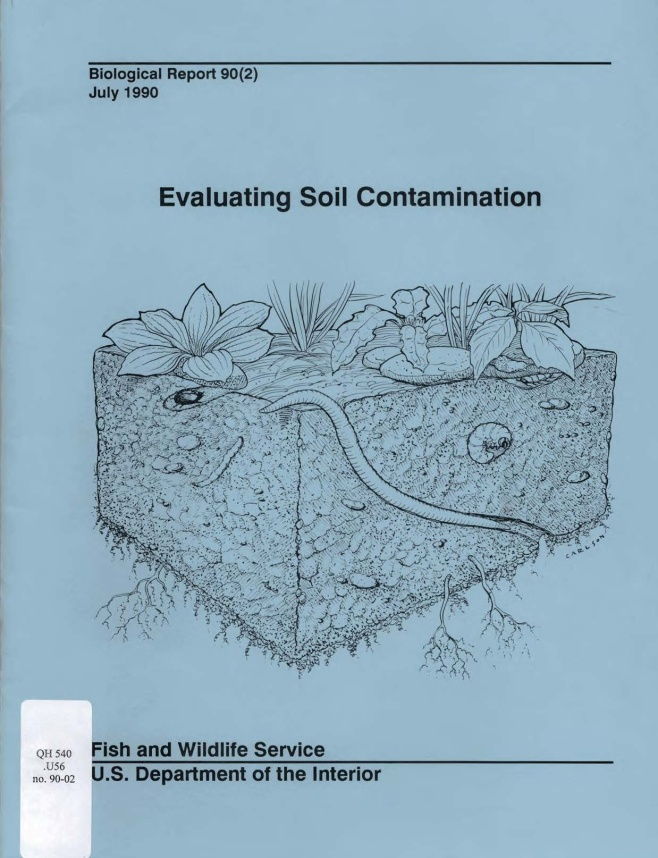 Biological Report 90(2)
July 1990
Evaluating Soil Contamination
CARLSON
QH 540
.U56
no. 90-02
Fish and Wildlife Service
U.S. Department of the Interior